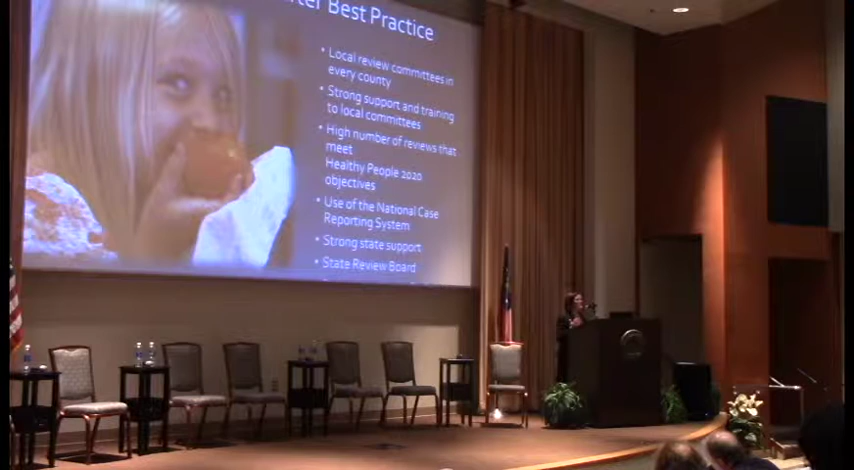 Best Practice
• Local review committees in
every county
• Strong support and training
to local committees
• High number of reviews that
meet
Healthy People 2020
objectives
• Use of the National Case
Reporting System
• Strong state support
• State Review Board